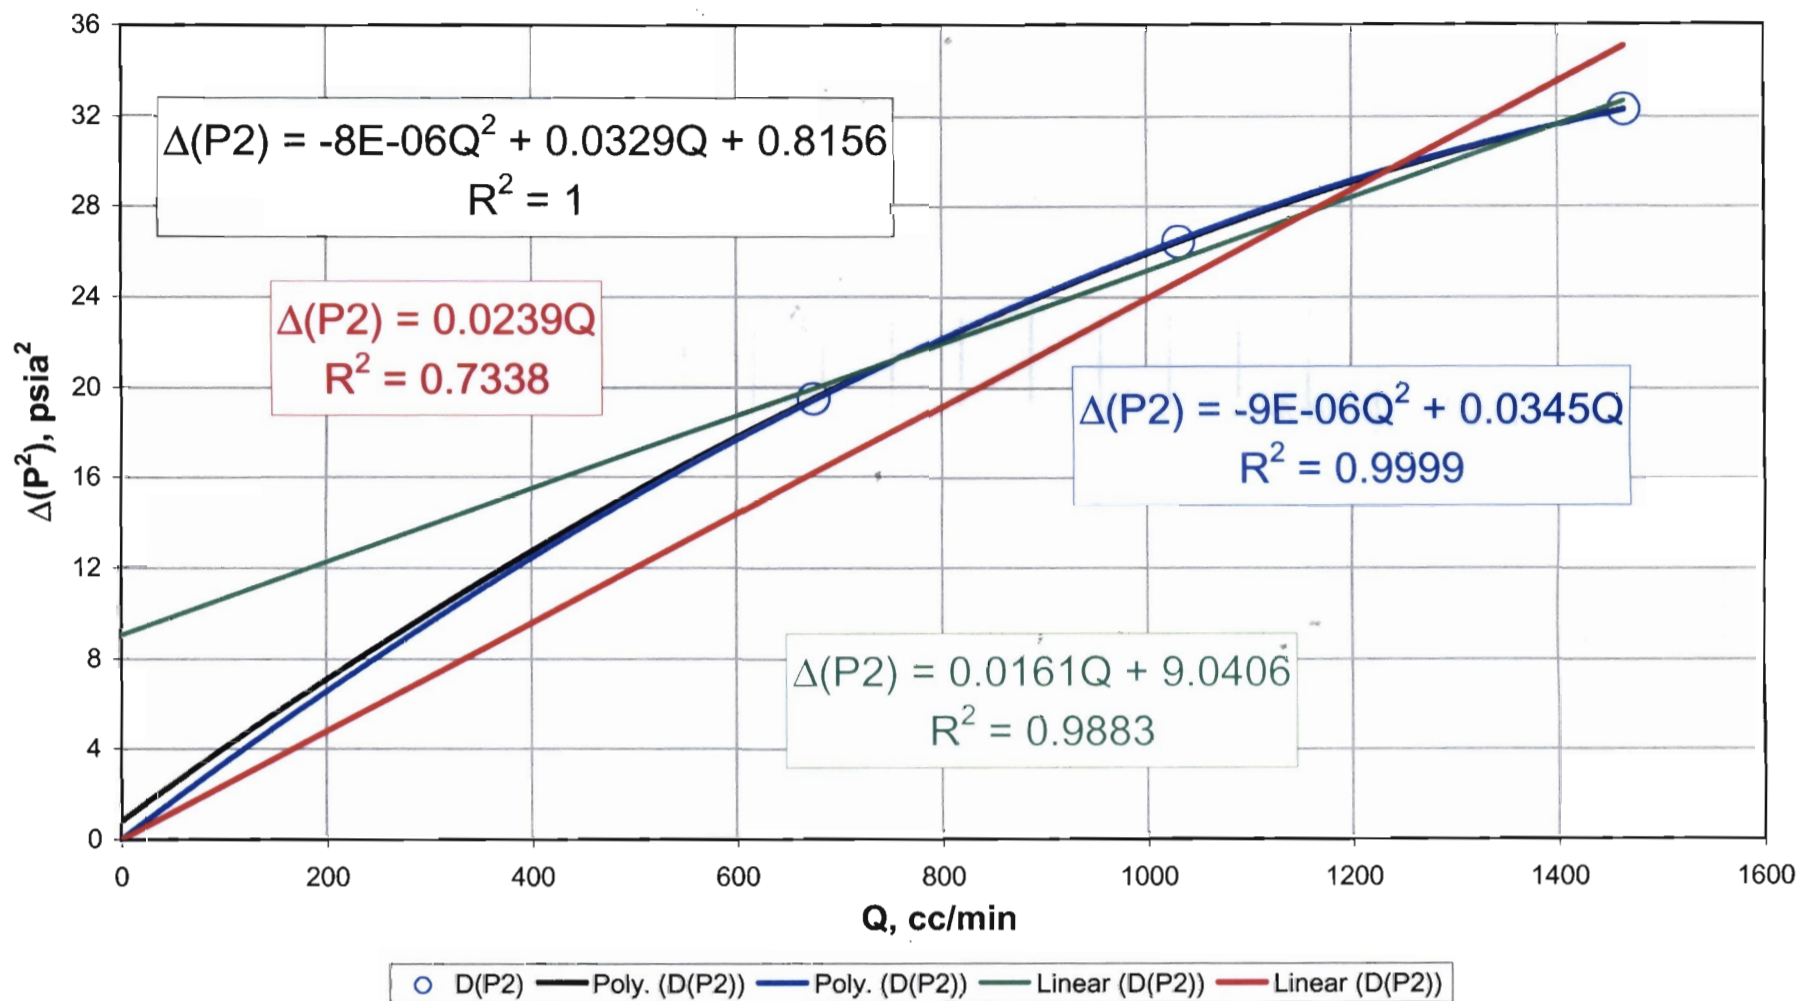 36
32
28
24
20
16
12
8
4
0
Δ(P²), psia²
Δ(P2) = -8E-06Q² + 0.0329Q + 0.8156
R² = 1
Δ(P2) = 0.0239Q
R² = 0.7338
Δ(P2) = -9E-06Q² + 0.0345Q
R² = 0.9999
Δ(P2) = 0.0161Q + 9.0406
R² = 0.9883
0 200 400 600 800 1000 1200 1400 1600
Q, cc/min
D(P2) Poly. (D(P2)) Poly. (D(P2)) Linear (D(P2)) Linear (D(P2))